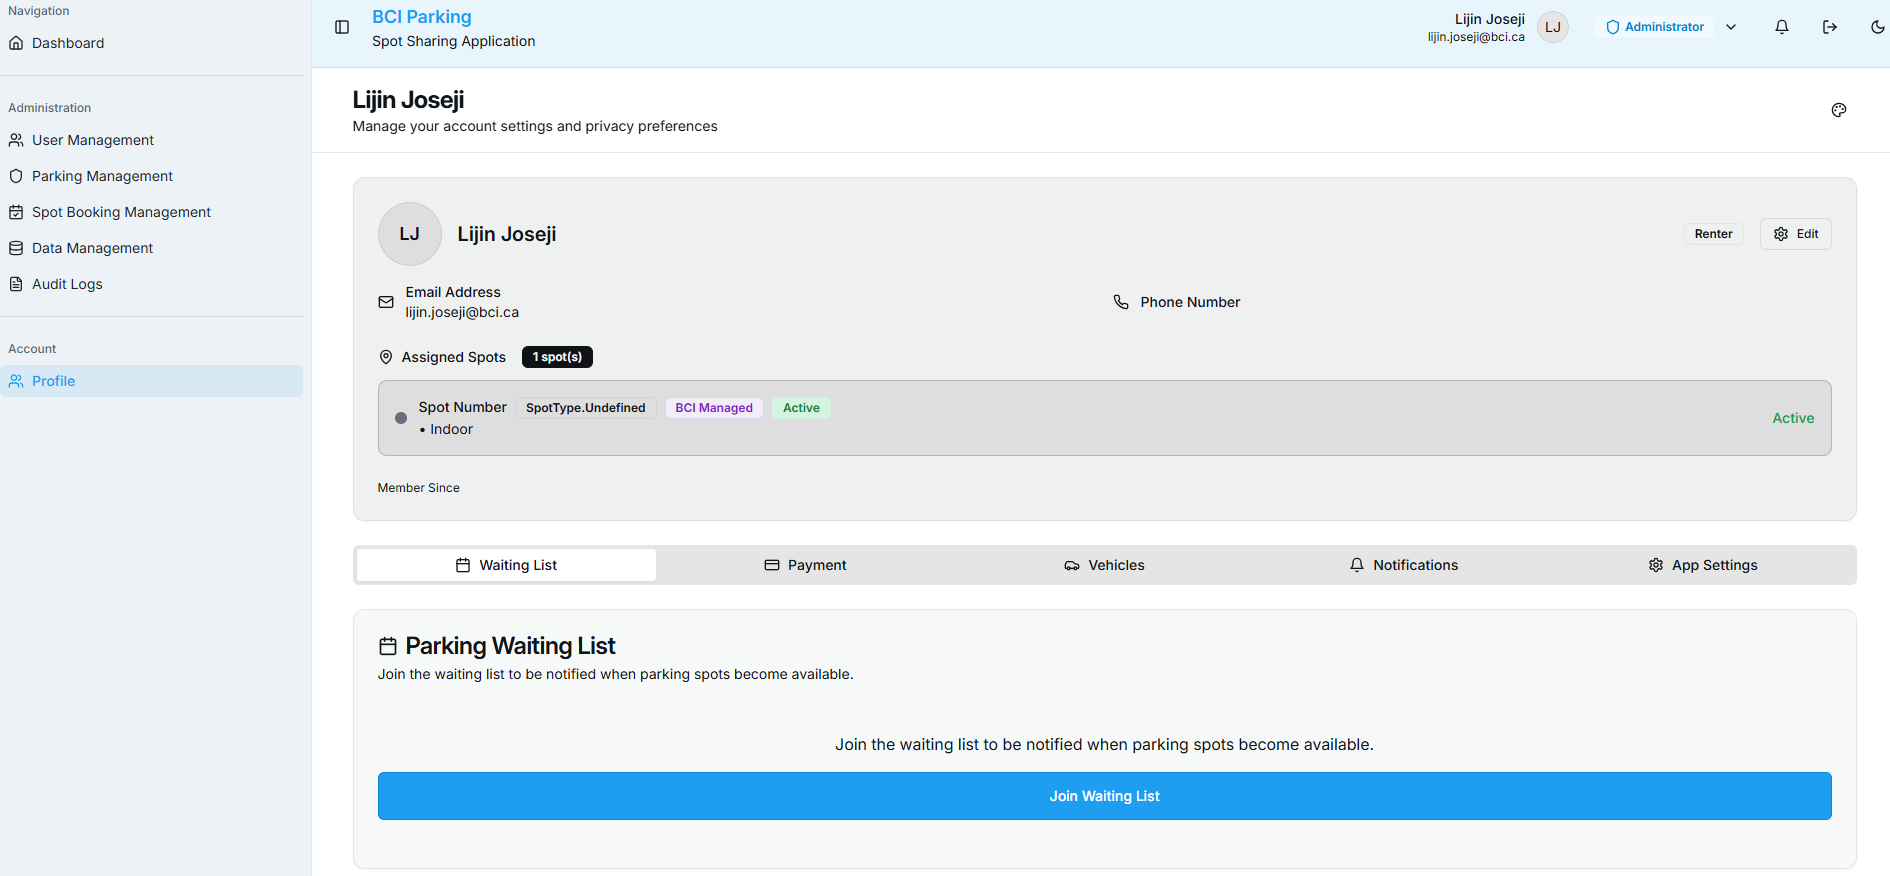 Navigation
Dashboard
Administration
User Management
Parking Management
Spot Booking Management
Data Management
Audit Logs
Account
Profile
BCI Parking
Spot Sharing Application
Lijin Joseji
lijin.joseji@bci.ca
LJ
Administrator
Lijin Joseji
Manage your account settings and privacy preferences
LJ
Lijin Joseji
Renter
Edit
Email Address
lijin.joseji@bci.ca
Phone Number
Assigned Spots
1 spot(s)
Spot Number
SpotType.Undefined
BCI Managed
Active
• Indoor
Active
Member Since
Waiting List
Payment
Vehicles
Notifications
App Settings
Parking Waiting List
Join the waiting list to be notified when parking spots become available.
Join the waiting list to be notified when parking spots become available.
Join Waiting List